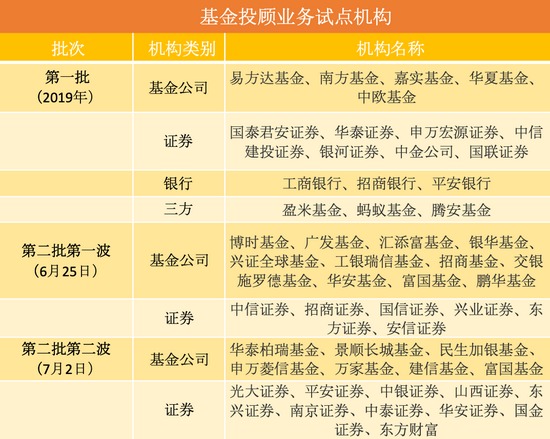 基金投顾业务试点机构
批次 机构类别 机构名称
第一批 基金公司 易方达基金、南方基金、嘉实基金、华夏基金、
（2019年） 中欧基金
证券 国泰君安证券、华泰证券、申万宏源证券、中信
建投证券、银河证券、中金公司、国联证券
银行 工商银行、招商银行、平安银行
三方 盈米基金、蚂蚁基金、腾安基金
第二批第一波 基金公司 博时基金、广发基金、汇添富基金、银华基金、
（6月25日） 兴证全球基金、工银瑞信基金、招商基金、交银
施罗德基金、华安基金、富国基金、鹏华基金
证券 中信证券、招商证券、国信证券、兴业证券、东
方证券、安信证券
第二批第二波 基金公司 华泰柏瑞基金、景顺长城基金、民生加银基金、
（7月2日） 申万菱信基金、万家基金、建信基金、富国基金
证券 光大证券、平安证券、中银证券、山西证券、东
兴证券、南京证券、中泰证券、华安证券、国金
证券、东方财富